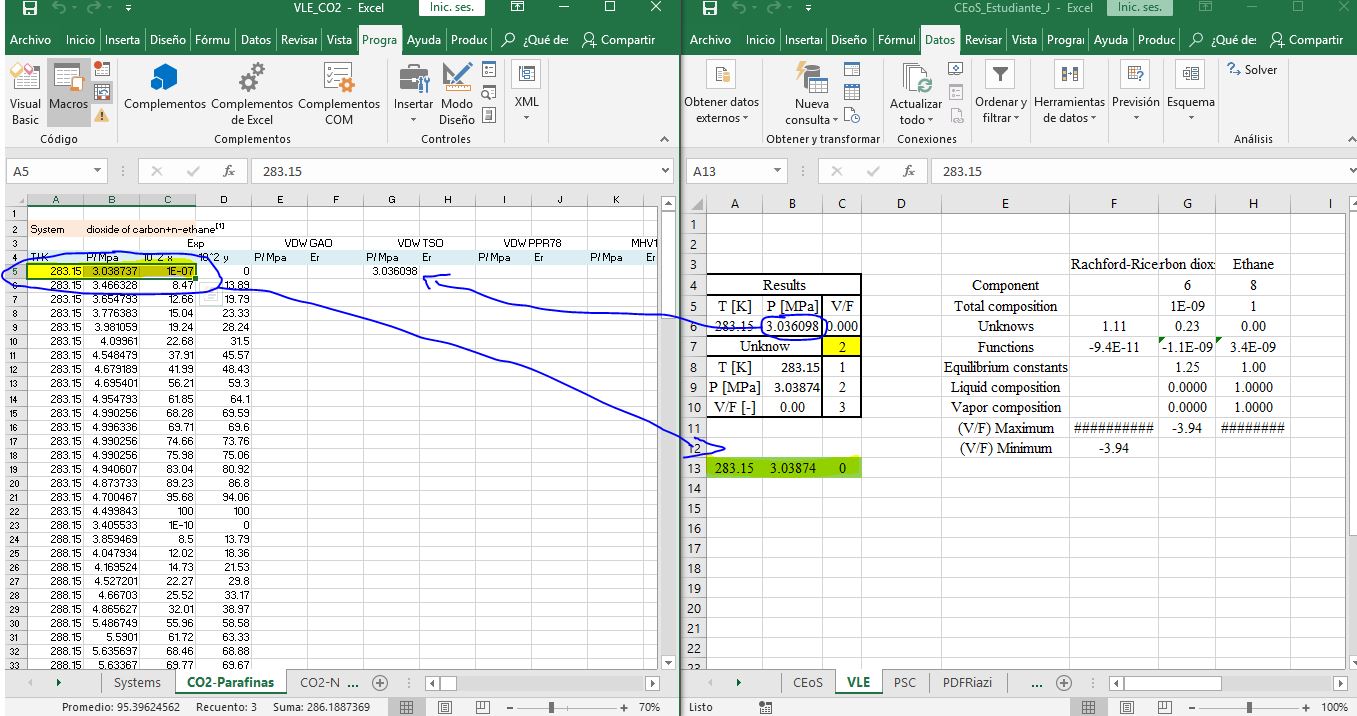 VLE_CO2 - Excel
Inic. ses.
Archivo Inicio Inserta Diseño Fórmu Datos Revisar Vista Progra Ayuda Produc ¿Qué de: Compartir
Visual Basic
Macros
Complementos
Complementos de Excel
Complementos COM
Insertar
Modo Diseño
XML
Código
Complementos
Controles
A5 fx 283.15
A B C D E F G H I J K
1
2 System dioxide of carbon+n-ethane[1]
3 Exp VDW GAO VDW TSO VDW PPR78 MHV1
4 T/K P/Mpa 10^2 x 10^2 y P/Mpa Er P/Mpa Er P/Mpa Er P/Mpa Er
5 283.15 3.038737 1E-07 0 3.036098
6 283.15 3.466328 8.47 13.89
7 283.15 3.654793 12.66 19.79
8 283.15 3.776383 15.04 23.33
9 283.15 3.981059 19.24 28.24
10 283.15 4.09961 22.68 31.5
11 283.15 4.548479 37.91 45.57
12 283.15 4.679189 41.99 48.43
13 283.15 4.695401 56.21 59.3
14 283.15 4.954793 61.85 64.1
15 283.15 4.990256 68.28 69.59
16 283.15 4.996336 69.71 69.6
17 283.15 4.990256 74.66 73.76
18 283.15 4.990256 75.98 75.06
19 283.15 4.940607 83.04 80.92
20 283.15 4.873733 89.23 86.8
21 283.15 4.700467 95.68 94.06
22 283.15 4.499843 100 100
23 288.15 3.405533 1E-10 0
24 288.15 3.859469 8.5 13.79
25 288.15 4.047934 12.02 18.36
26 288.15 4.169524 14.73 21.53
27 288.15 4.527201 22.27 29.8
28 288.15 4.66703 25.52 33.17
29 288.15 4.865627 32.01 38.97
30 288.15 5.486749 55.96 58.58
31 288.15 5.5901 61.72 63.33
32 288.15 5.635697 68.46 68.88
33 288.15 5.63367 69.77 69.67
Systems CO2-Parafinas CO2-N ...
Promedio: 95.39624562 Recuento: 3 Suma: 286.1887369 70%
CEoS_Estudiante_J - Excel
Inic. ses.
Archivo Inicio Insertar Diseño Fórmul Datos Revisar Vista Prograr Ayuda Produc ¿Qué de: Compartir
Obtener datos externos
Nueva consulta
Actualizar todo
Ordenar y filtrar
Herramientas de datos
Previsión
Esquema
Solver
Obtener y transformar
Conexiones
Análisis
A13 fx 283.15
A B C D E F G H I
1
2
3 Rachford-Rice rbon diox: Ethane
4 Results Component 6 8
5 T [K] P [MPa] V/F Total composition 1E-09 1
6 283.15 3.036098 0.000 Unknows 1.11 0.23 0.00
7 Unknow 2 Functions -9.4E-11 -1.1E-09 3.4E-09
8 T [K] 283.15 1 Equilibrium constants 1.25 1.00
9 P [MPa] 3.03874 2 Liquid composition 0.0000 1.0000
10 V/F [-] 0.00 3 Vapor composition 0.0000 1.0000
11 (V/F) Maximum ########## -3.94 ########
12 (V/F) Minimum -3.94
13 283.15 3.03874 0
14
15
16
17
18
19
20
21
22
23
CEoS VLE PSC PDFRiazi ...
Listo 100%